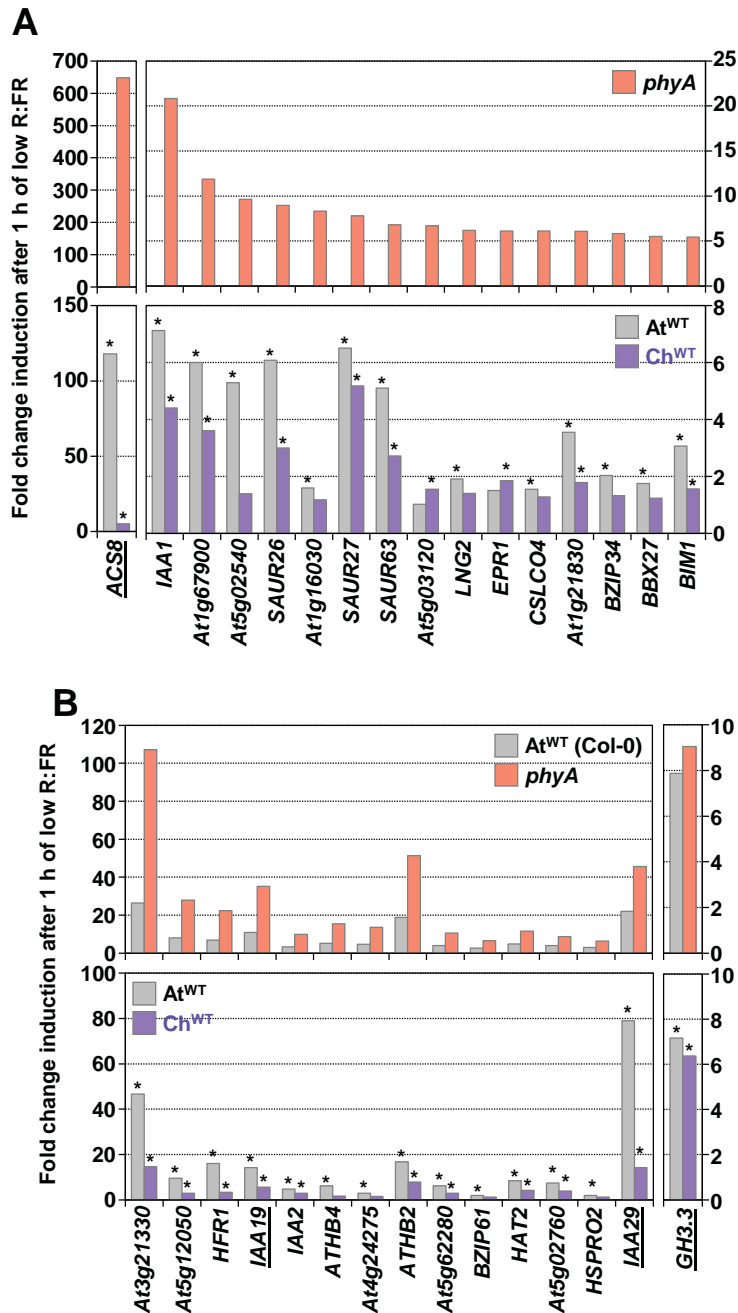 A
Fold change induction after 1 h of low R:FR
700
600
500
400
300
200
100
0
phyA
25
20
15
10
5
0
150
100
50
0
At^WT
Ch^WT
8
6
4
2
0
* * * * * * * * * * * * * * * * * * * * * * *
ACS8
IAA1
At1g67900
At5g02540
SAUR26
At1g16030
SAUR27
SAUR63
At5g03120
LNG2
EPR1
CSLCO4
At1g21830
BZIP34
BBX27
BIM1
B
Fold change induction after 1 h of low R:FR
120
100
80
60
40
20
0
At^WT (Col-0)
phyA
10
8
6
4
2
0
100
80
60
40
20
0
At^WT
Ch^WT
10
8
6
4
2
0
* * * * * * * * * * * * * * * * * * * * * * * * * *
At3g21330
At5g12050
HFR1
IAA19
IAA2
ATHB4
At4g24275
ATHB2
At5g62280
BZIP61
HAT2
At5g02760
HSPRO2
IAA29
GH3.3